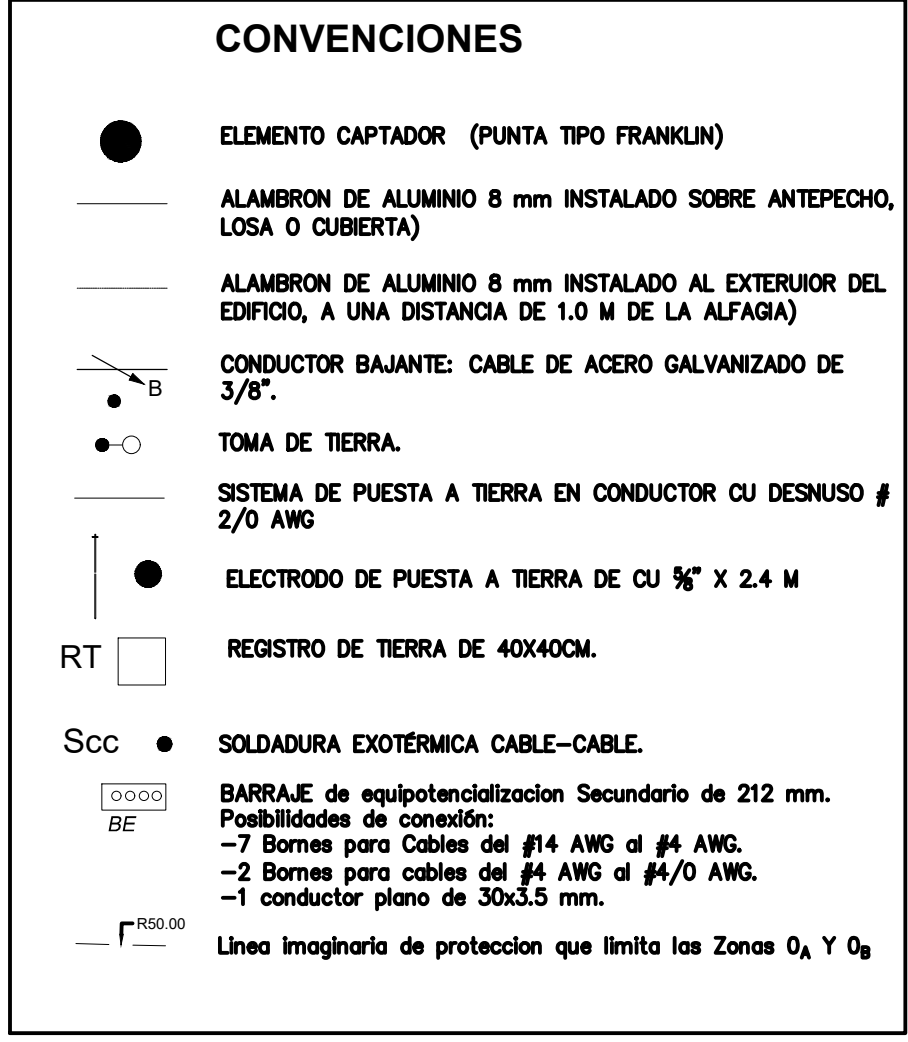 CONVENCIONES
ELEMENTO CAPTADOR (PUNTA TIPO FRANKLIN)
ALAMBRON DE ALUMINIO 8 mm INSTALADO SOBRE ANTEPECHO,
LOSA O CUBIERTA)
ALAMBRON DE ALUMINIO 8 mm INSTALADO AL EXTERUIOR DEL
EDIFICIO, A UNA DISTANCIA DE 1.0 M DE LA ALFAGIA)
B
CONDUCTOR BAJANTE: CABLE DE ACERO GALVANIZADO DE
3/8".
TOMA DE TIERRA.
SISTEMA DE PUESTA A TIERRA EN CONDUCTOR CU DESNUSO #
2/0 AWG
ELECTRODO DE PUESTA A TIERRA DE CU ⅝" X 2.4 M
RT
REGISTRO DE TIERRA DE 40X40CM.
Scc
SOLDADURA EXOTÉRMICA CABLE-CABLE.
BE
BARRAJE de equipotencializacion Secundario de 212 mm.
Posibilidades de conexión:
-7 Bornes para Cables del #14 AWG al #4 AWG.
-2 Bornes para cables del #4 AWG al #4/0 AWG.
-1 conductor plano de 30x3.5 mm.
R50.00
Linea imaginaria de proteccion que limita las Zonas 0A Y 0B